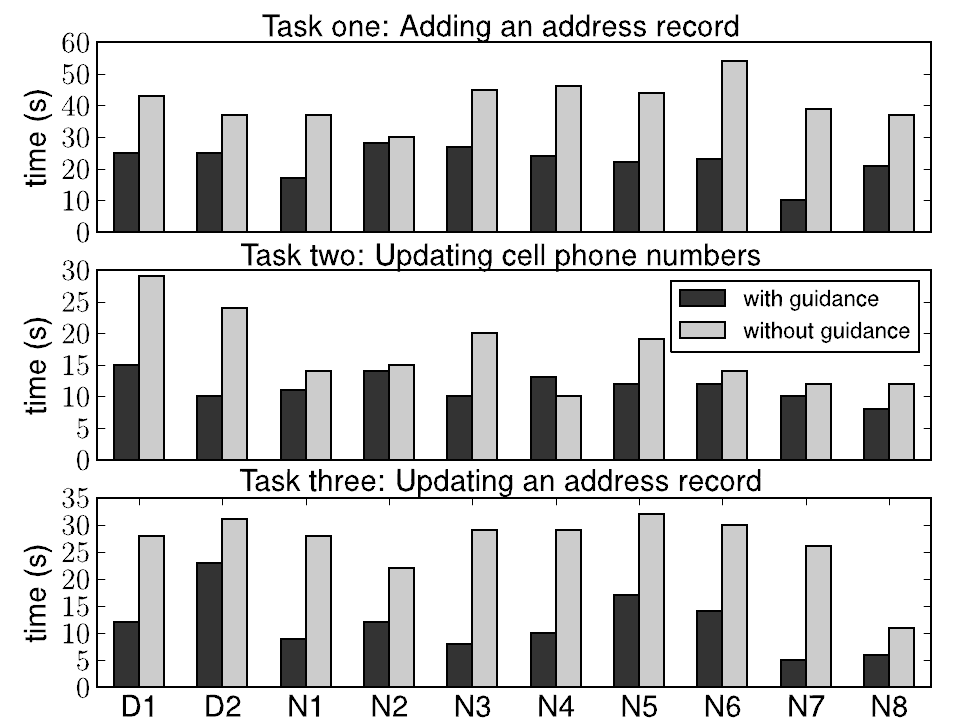 Task one: Adding an address record
60
50
40
30
20
10
0
time (s)
Task two: Updating cell phone numbers
30
25
20
15
10
5
0
time (s)
with guidance
without guidance
Task three: Updating an address record
35
30
25
20
15
10
5
0
time (s)
D1 D2 N1 N2 N3 N4 N5 N6 N7 N8